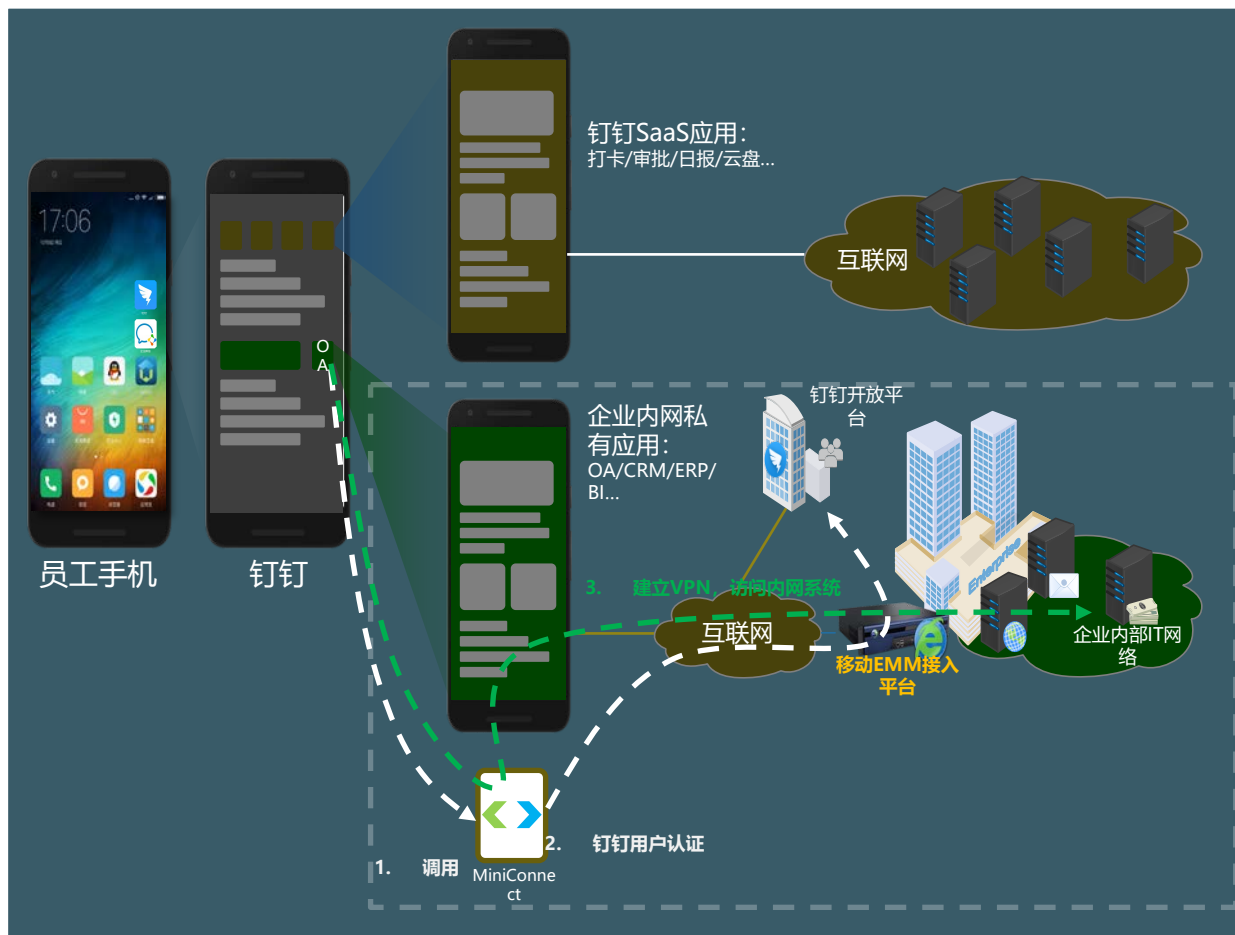 钉钉SaaS应用：
打卡/审批/日报/云盘...
17:06
互联网
O
A
员工手机
钉钉
企业内网私
有应用：
OA/CRM/ERP/
BI...
钉钉开放平
台
Enterprise
3. 建立VPN，访问内网系统
互联网
企业内部IT网
络
移动EMM接入
平台
2. 钉钉用户认证
1. 调用
MiniConne
ct